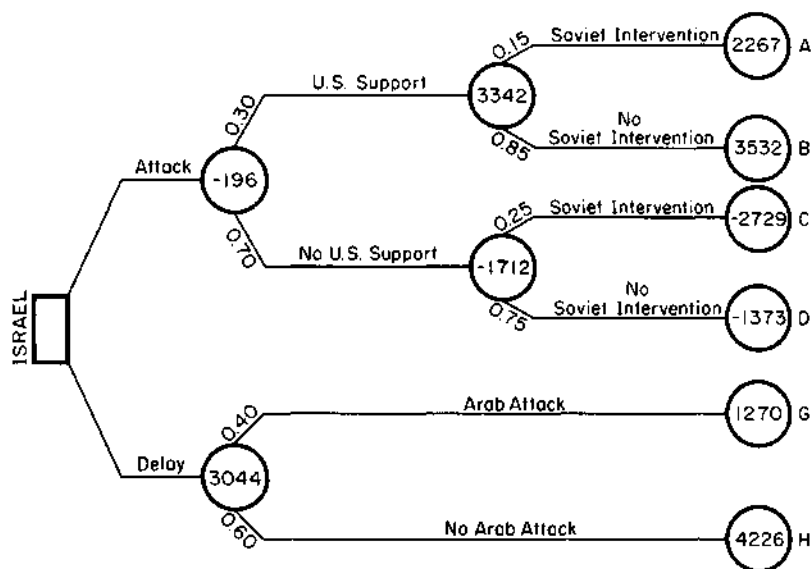 0.15
Soviet Intervention
2267
A
U.S. Support
3342
0.30
0.85
No
Soviet Intervention
3532
B
Attack
-196
0.70
0.25
Soviet Intervention
-2729
C
No U.S. Support
-1712
0.75
No
Soviet Intervention
-1373
D
ISRAEL
0.40
Arab Attack
1270
G
Delay
3044
0.60
No Arab Attack
4226
H